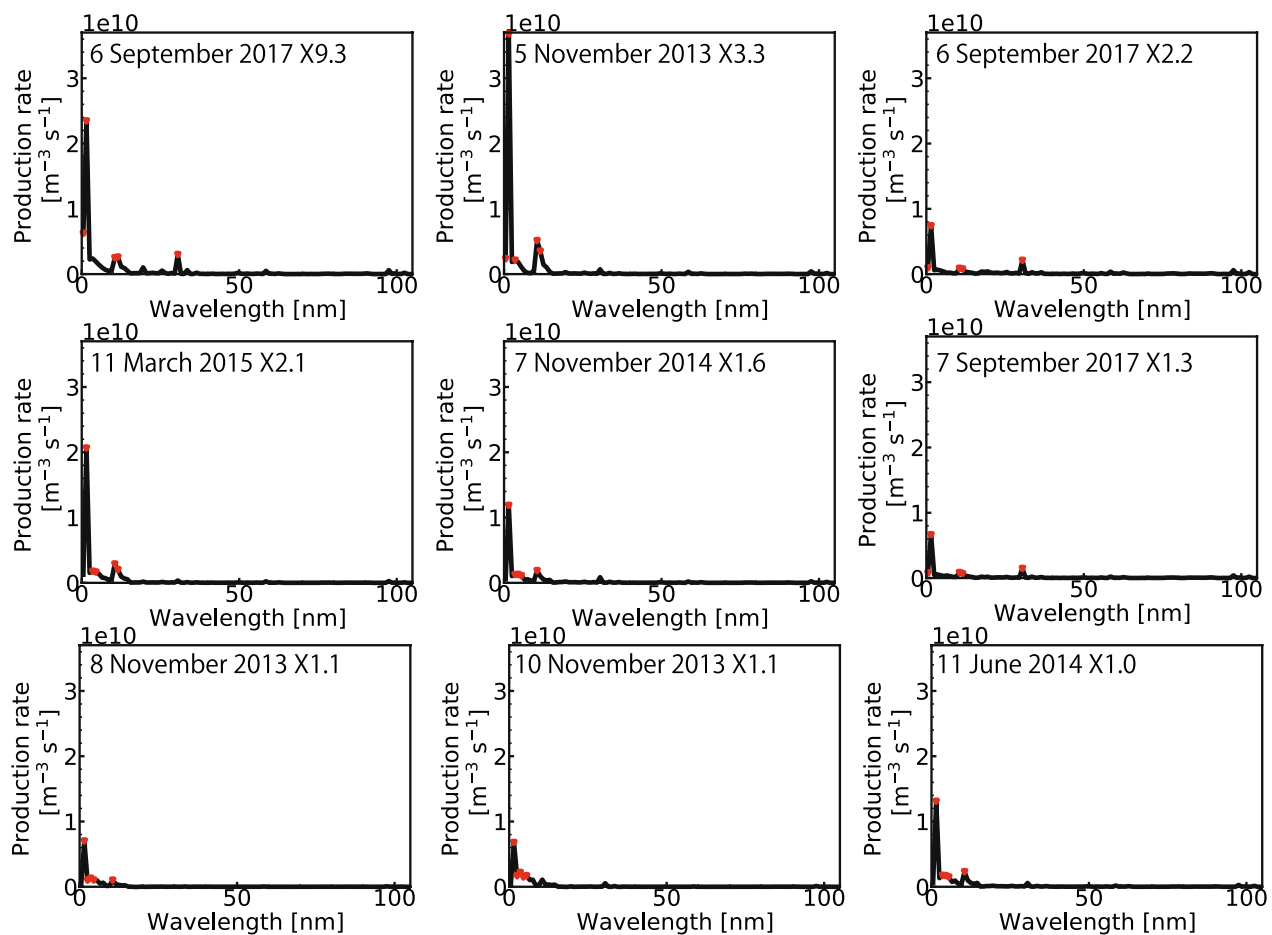 1e10
6 September 2017 X9.3
Production rate
[m⁻³ s⁻¹]
3
2
1
0
0
50
100
Wavelength [nm]
1e10
5 November 2013 X3.3
Production rate
[m⁻³ s⁻¹]
3
2
1
0
0
50
100
Wavelength [nm]
1e10
6 September 2017 X2.2
Production rate
[m⁻³ s⁻¹]
3
2
1
0
0
50
100
Wavelength [nm]
1e10
11 March 2015 X2.1
Production rate
[m⁻³ s⁻¹]
3
2
1
0
0
50
100
Wavelength [nm]
1e10
7 November 2014 X1.6
Production rate
[m⁻³ s⁻¹]
3
2
1
0
0
50
100
Wavelength [nm]
1e10
7 September 2017 X1.3
Production rate
[m⁻³ s⁻¹]
3
2
1
0
0
50
100
Wavelength [nm]
1e10
8 November 2013 X1.1
Production rate
[m⁻³ s⁻¹]
3
2
1
0
0
50
100
Wavelength [nm]
1e10
10 November 2013 X1.1
Production rate
[m⁻³ s⁻¹]
3
2
1
0
0
50
100
Wavelength [nm]
1e10
11 June 2014 X1.0
Production rate
[m⁻³ s⁻¹]
3
2
1
0
0
50
100
Wavelength [nm]